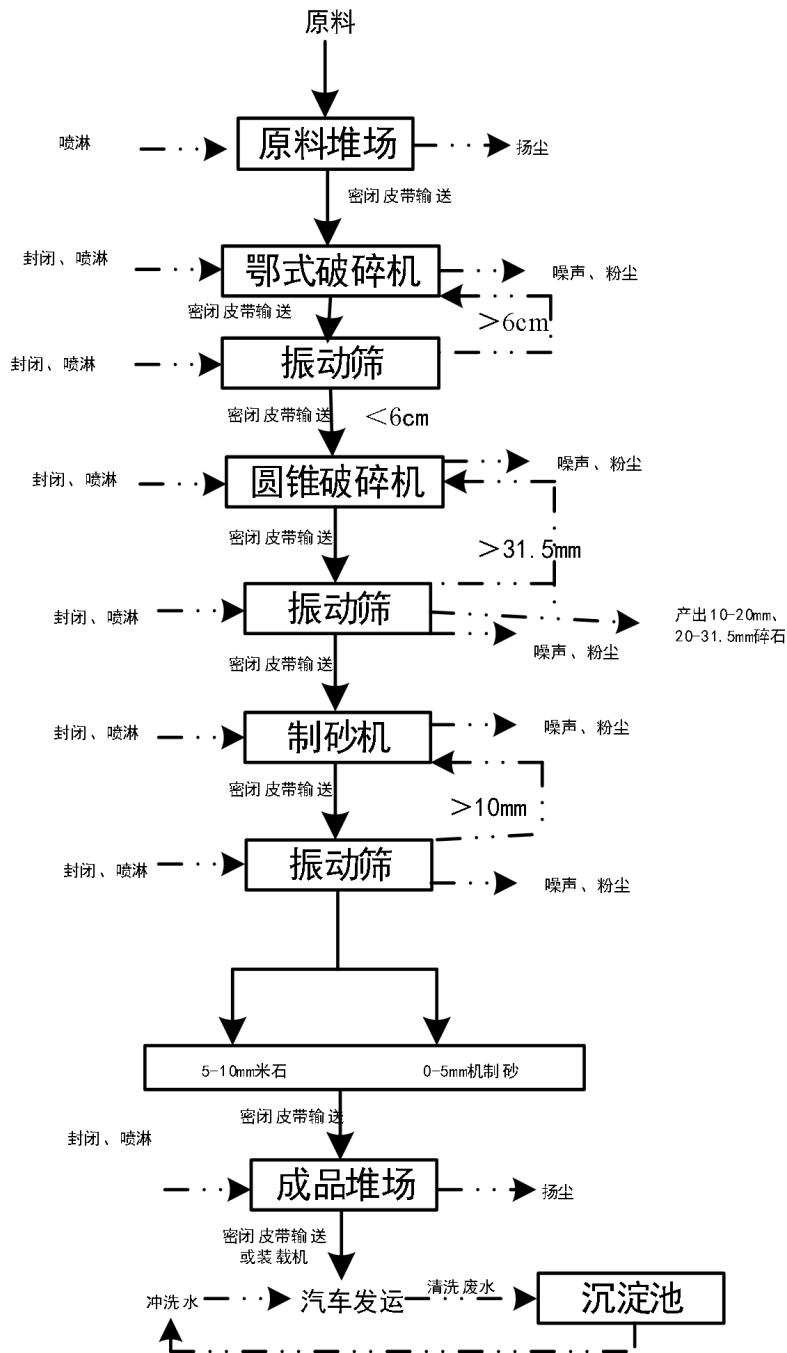 原料
喷淋
原料堆场
扬尘
密闭皮带输送
封闭、喷淋
鄂式破碎机
噪声、粉尘
密闭皮带输送
>6cm
封闭、喷淋
振动筛
密闭皮带输送
<6cm
封闭、喷淋
圆锥破碎机
噪声、粉尘
密闭皮带输送
>31.5mm
封闭、喷淋
振动筛
产出10-20mm、
20-31.5mm碎石
噪声、粉尘
密闭皮带输送
封闭、喷淋
制砂机
噪声、粉尘
密闭皮带输送
>10mm
封闭、喷淋
振动筛
噪声、粉尘
5-10mm米石
0-5mm机制砂
密闭皮带输送
封闭、喷淋
成品堆场
扬尘
密闭皮带输送
或装载机
冲洗水
汽车发运
清洗废水
沉淀池